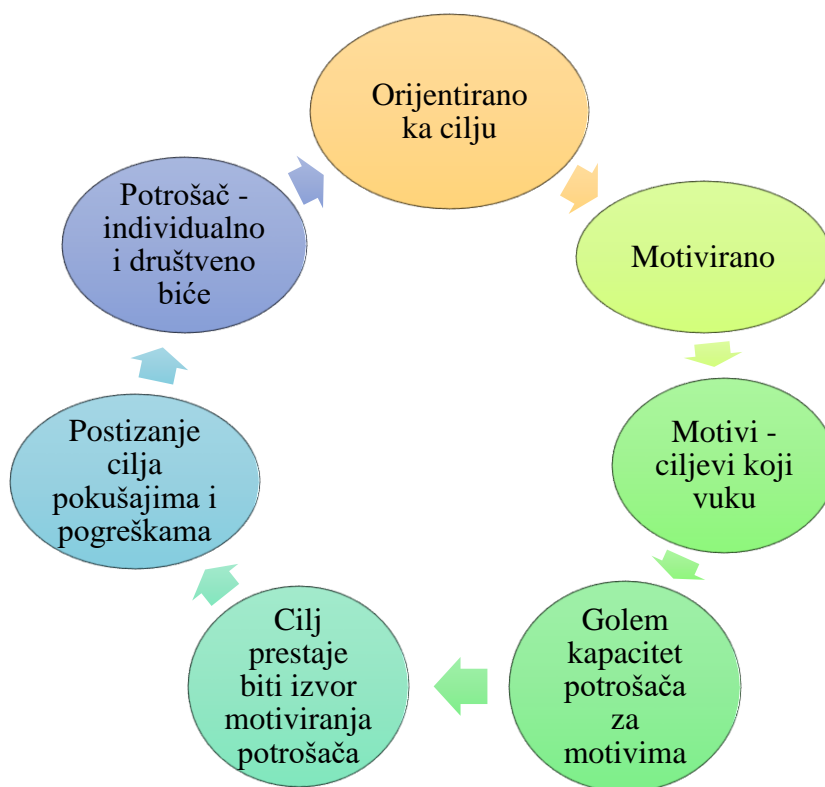 Orijentirano
ka cilju
Motivirano
Motivi -
ciljevi koji
vuku
Golem
kapacitet
potrošača
za
motivima
Cilj
prestaje
biti izvor
motiviranja
potrošača
Postizanje
cilja
pokušajima i
pogreškama
Potrošač -
individualno
i društveno
biće